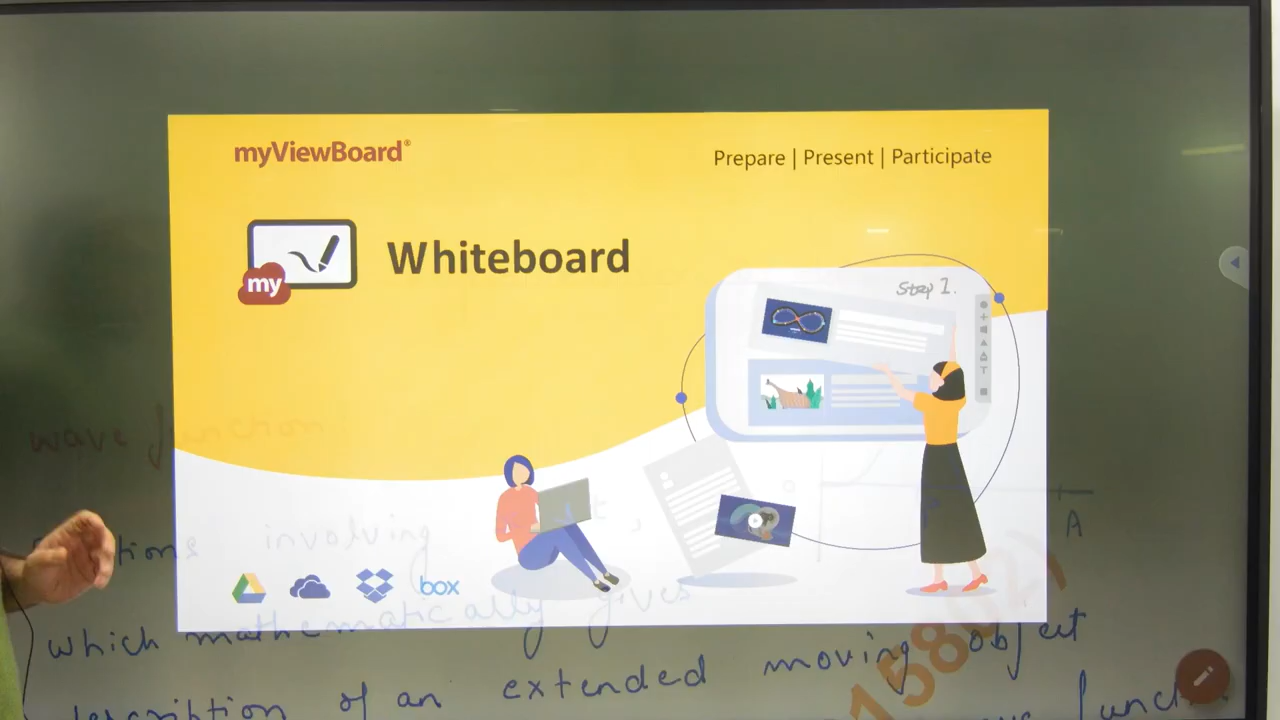 myViewBoard®
Prepare | Present | Participate
my
Whiteboard
Step 1.
wave function
involving
A
box
which mathematically gives
description of an extended moving object
15802